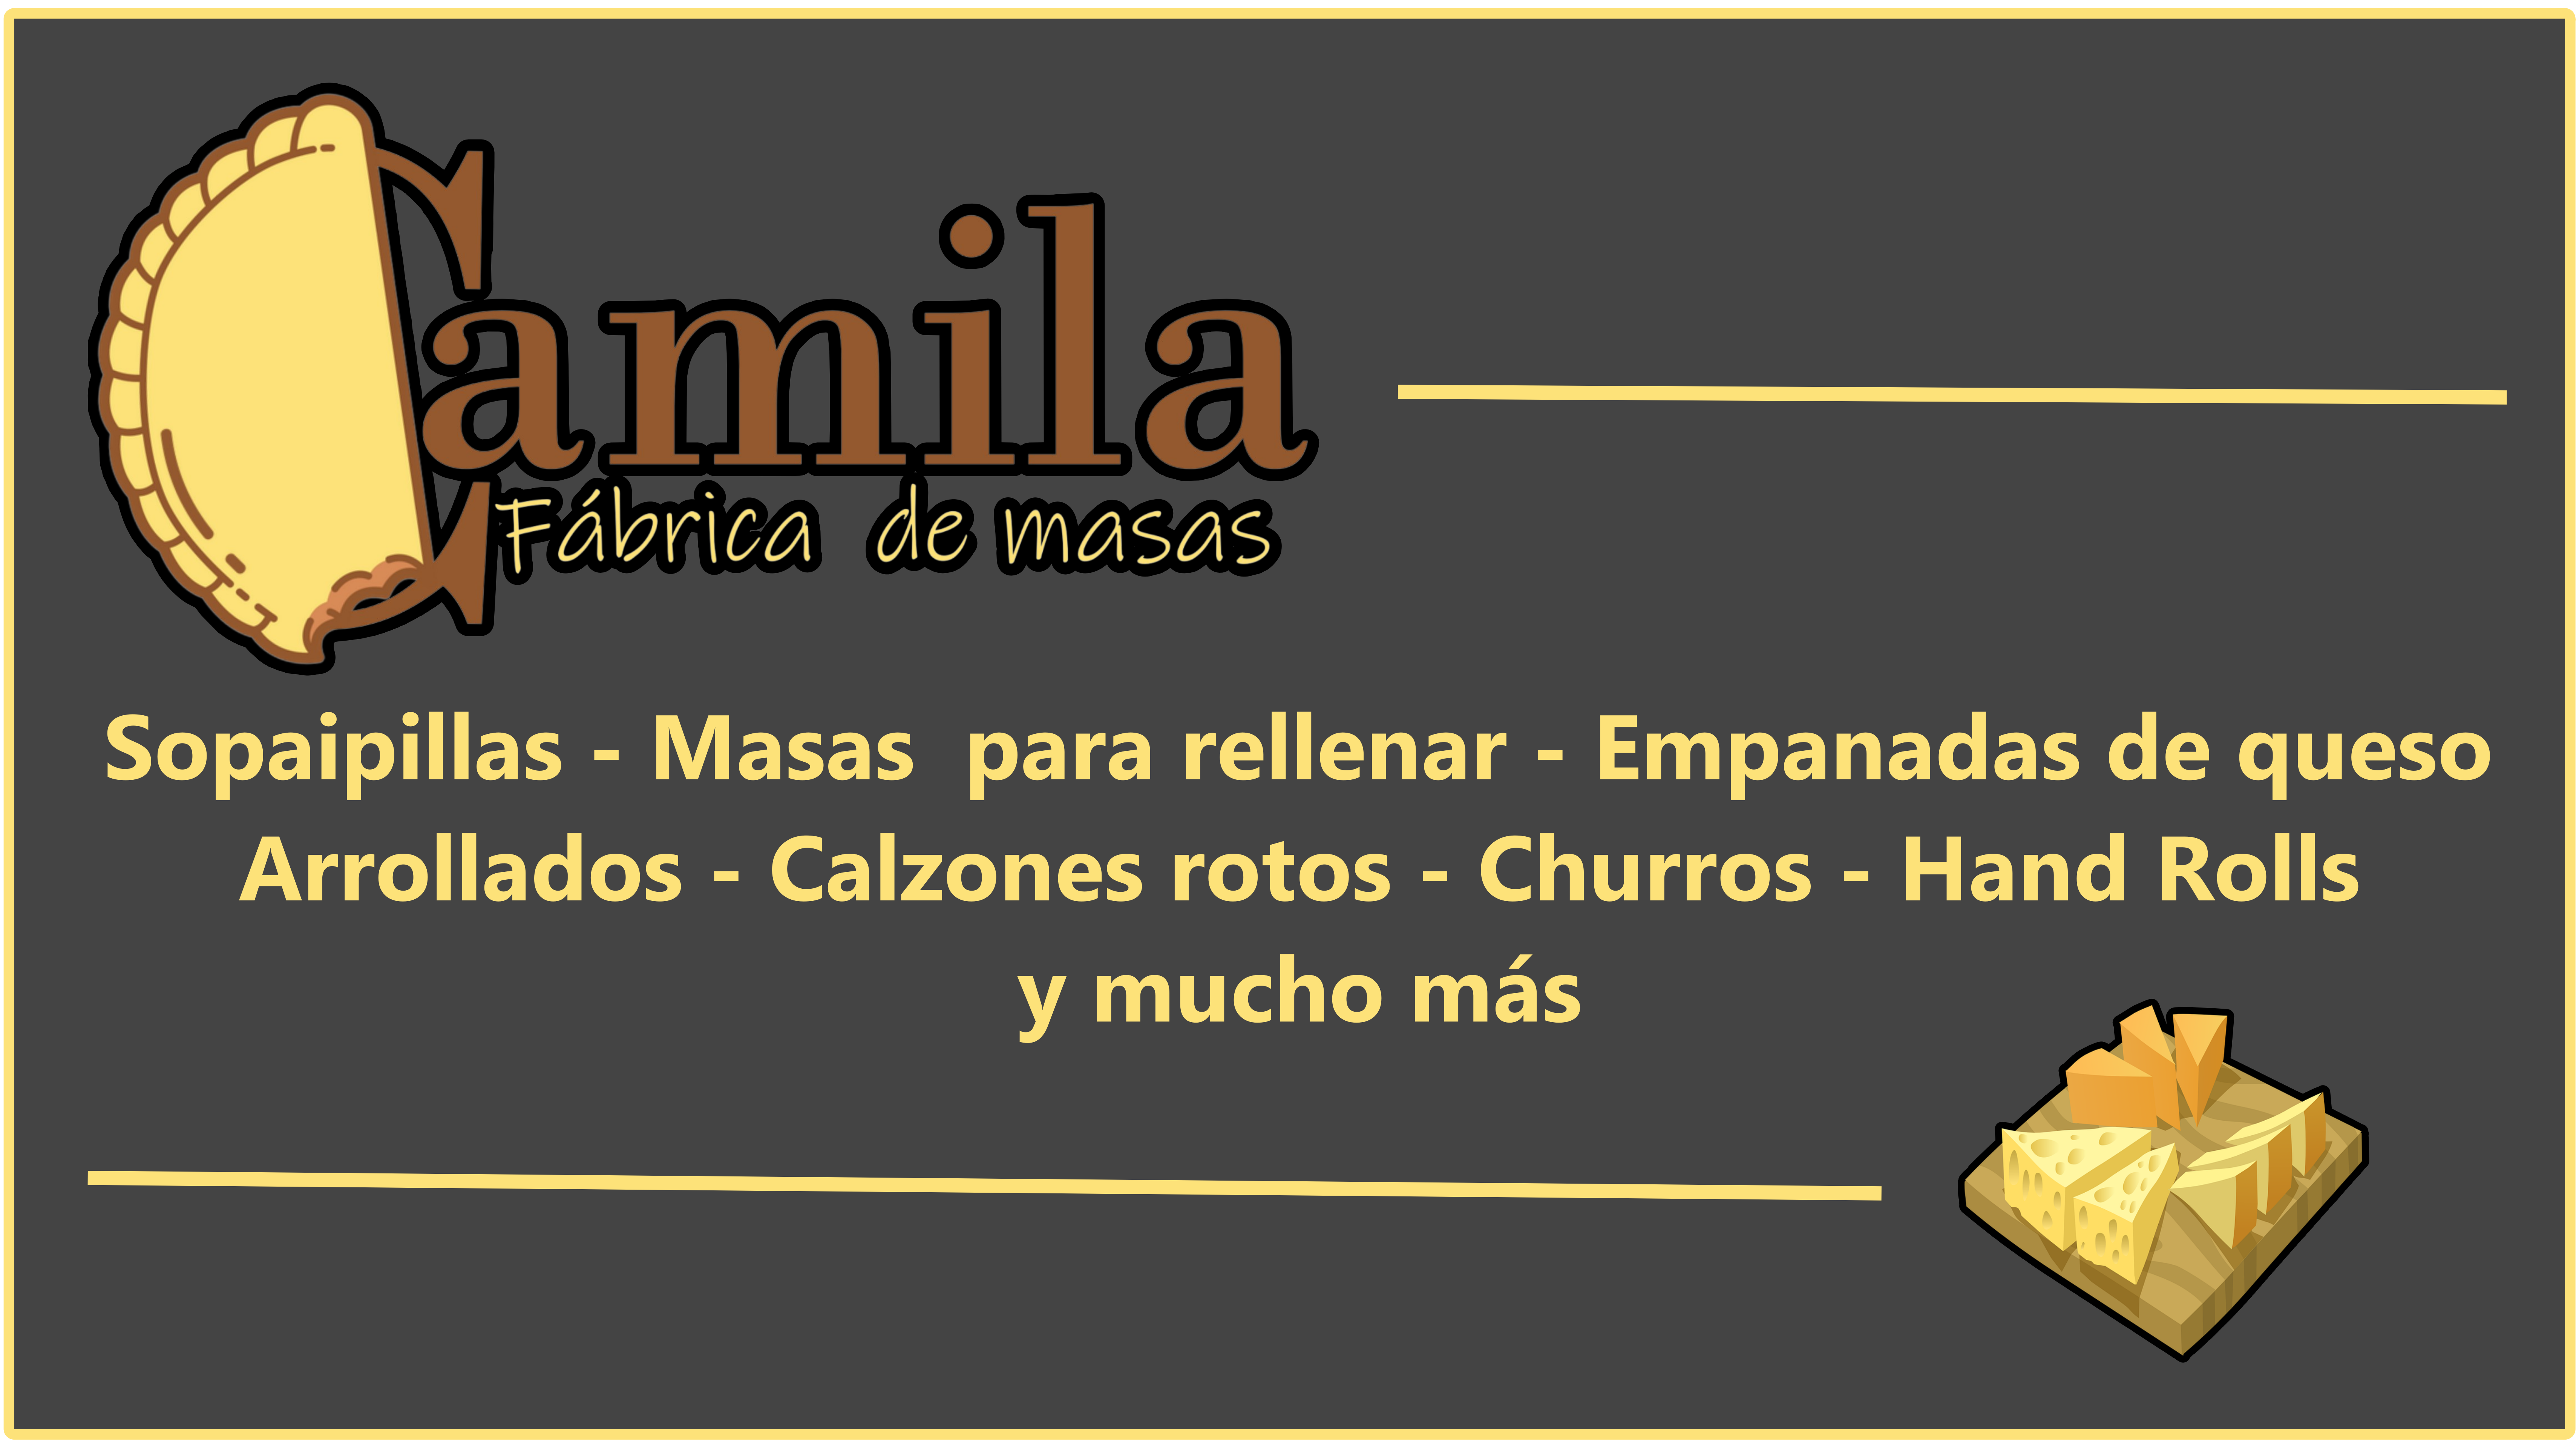 Camila
Fábrica de masas
Sopaipillas - Masas para rellenar - Empanadas de queso
Arrollados - Calzones rotos - Churros - Hand Rolls
y mucho más